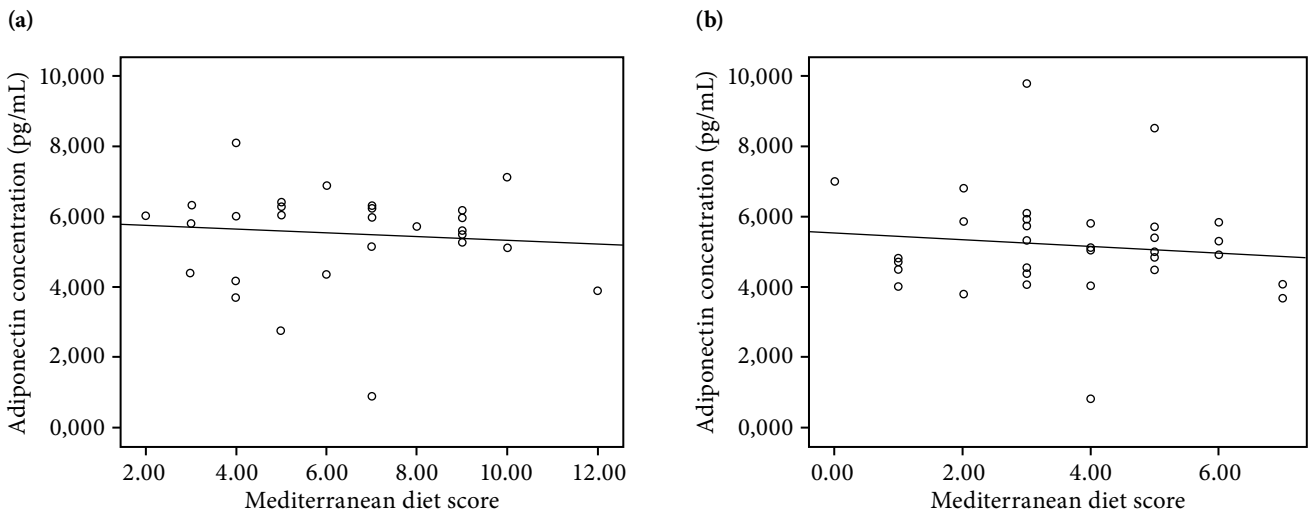 (a)
Adiponectin concentration (pg/mL)
10,000
8,000
6,000
4,000
2,000
0,000
2.00 4.00 6.00 8.00 10.00 12.00
Mediterranean diet score
(b)
Adiponectin concentration (pg/mL)
10,000
8,000
6,000
4,000
2,000
0,000
0.00 2.00 4.00 6.00
Mediterranean diet score